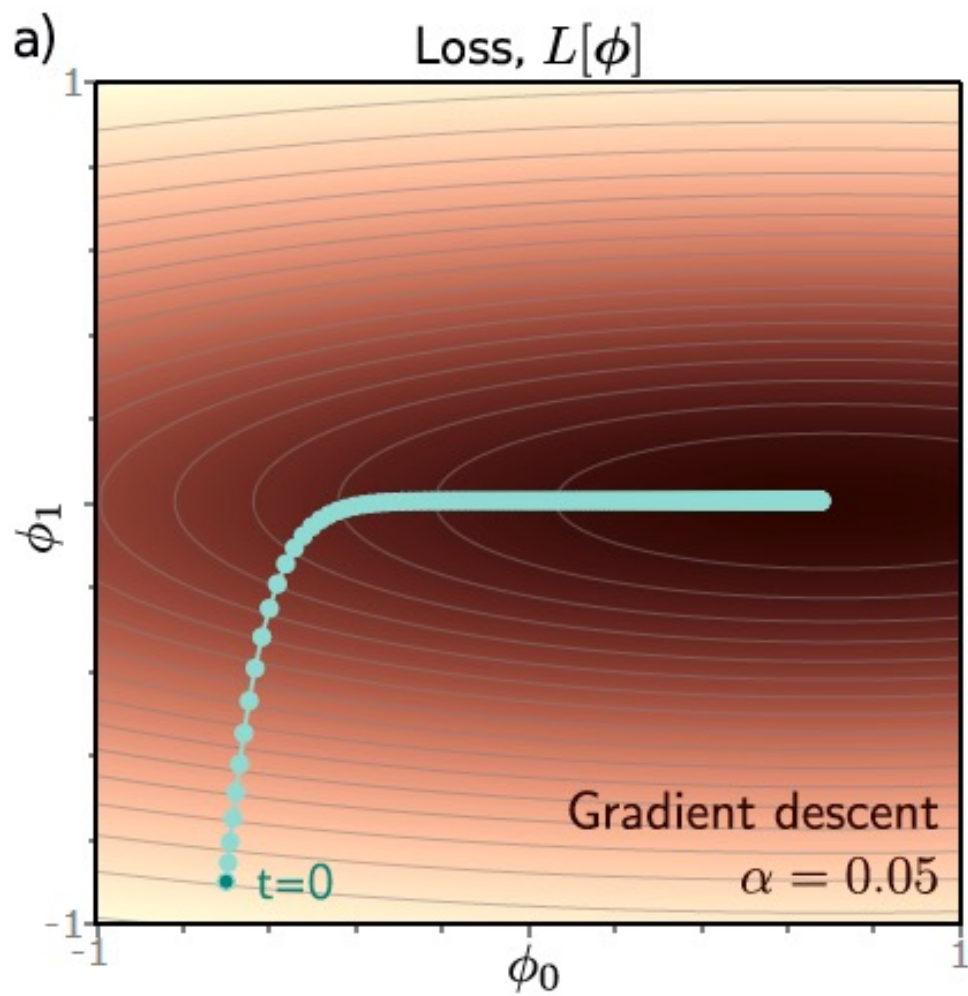 a)
Loss, L[ϕ]
1
ϕ₁
Gradient descent
t=0
α = 0.05
-1
-1
ϕ₀
1